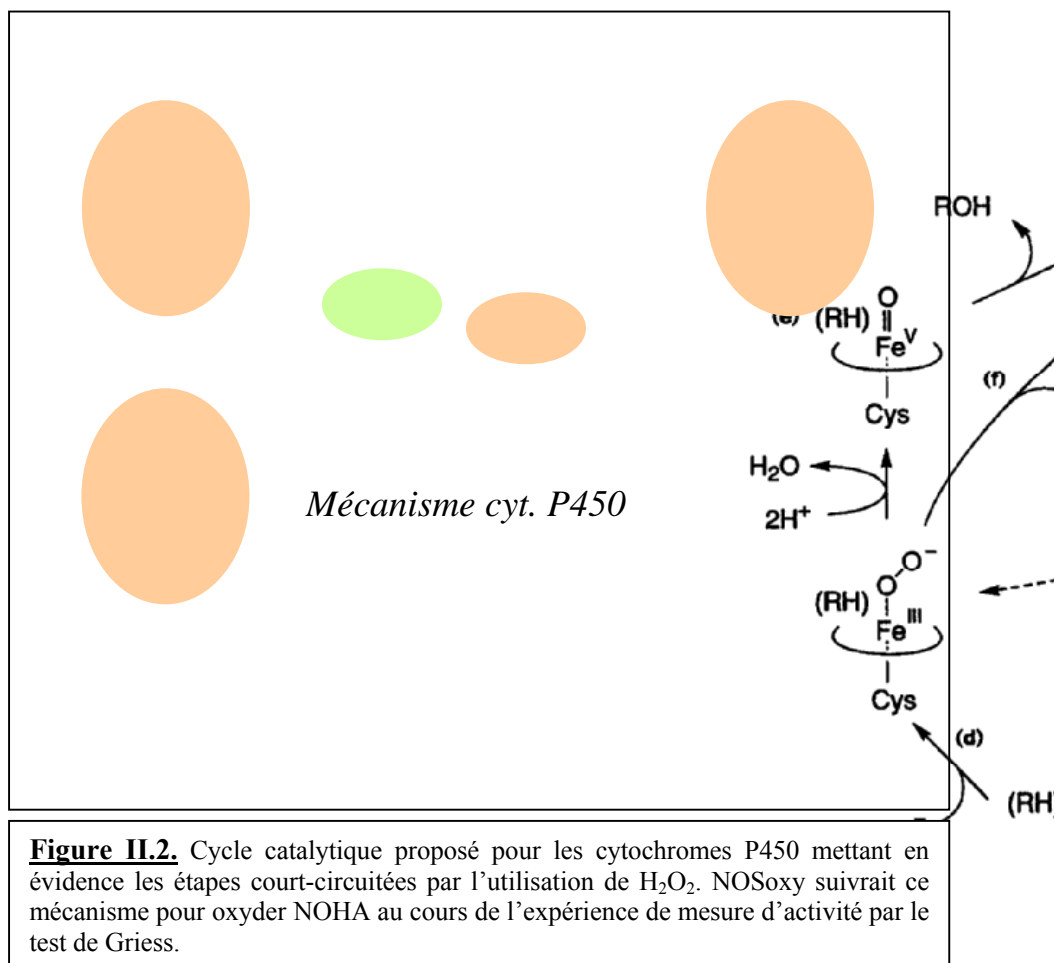 ROH
(e) (RH) O
Fe^V
(f)
Cys
H₂O
2H⁺
Mécanisme cyt. P450
O⁻
O
(RH)
Fe^III
Cys
(d)
(RH)
Figure II.2. Cycle catalytique proposé pour les cytochromes P450 mettant en
évidence les étapes court-circuitées par l’utilisation de H₂O₂. NOSoxy suivrait ce
mécanisme pour oxyder NOHA au cours de l’expérience de mesure d’activité par le
test de Griess.